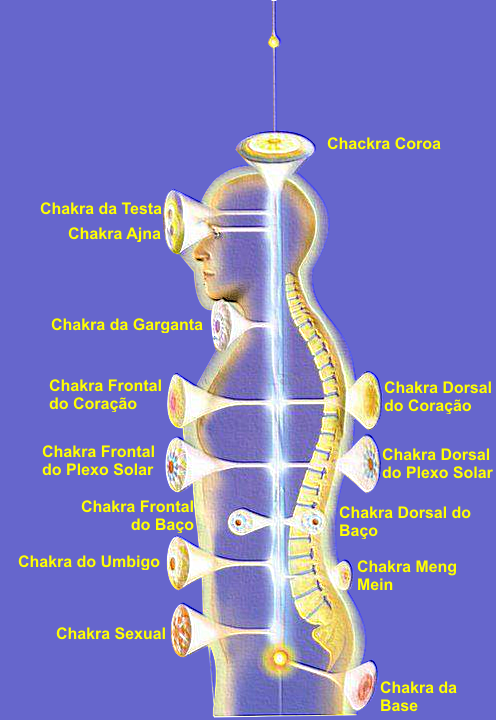 Chackra Coroa
Chakra da Testa
Chakra Ajna
Chakra da Garganta
Chakra Frontal
do Coração
Chakra Dorsal
do Coração
Chakra Frontal
do Plexo Solar
Chakra Dorsal
do Plexo Solar
Chakra Frontal
do Baço
Chakra Dorsal do
Baço
Chakra do Umbigo
Chakra Meng
Mein
Chakra Sexual
Chakra da
Base